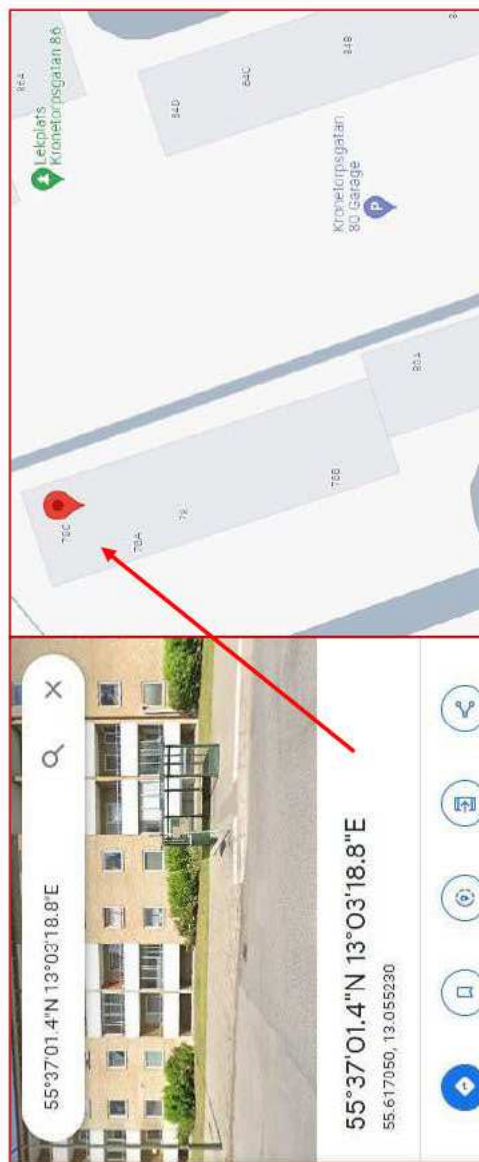 55°37'01.4"N 13°03'18.8"E
55°37'01.4"N 13°03'18.8"E
55.617050, 13.055230
86A
Lekplats
Kronetorpsgatan 86
84D
84C
84B
Kronetorpsgatan
80 Garage
P
78C
78A
78
78B
80A